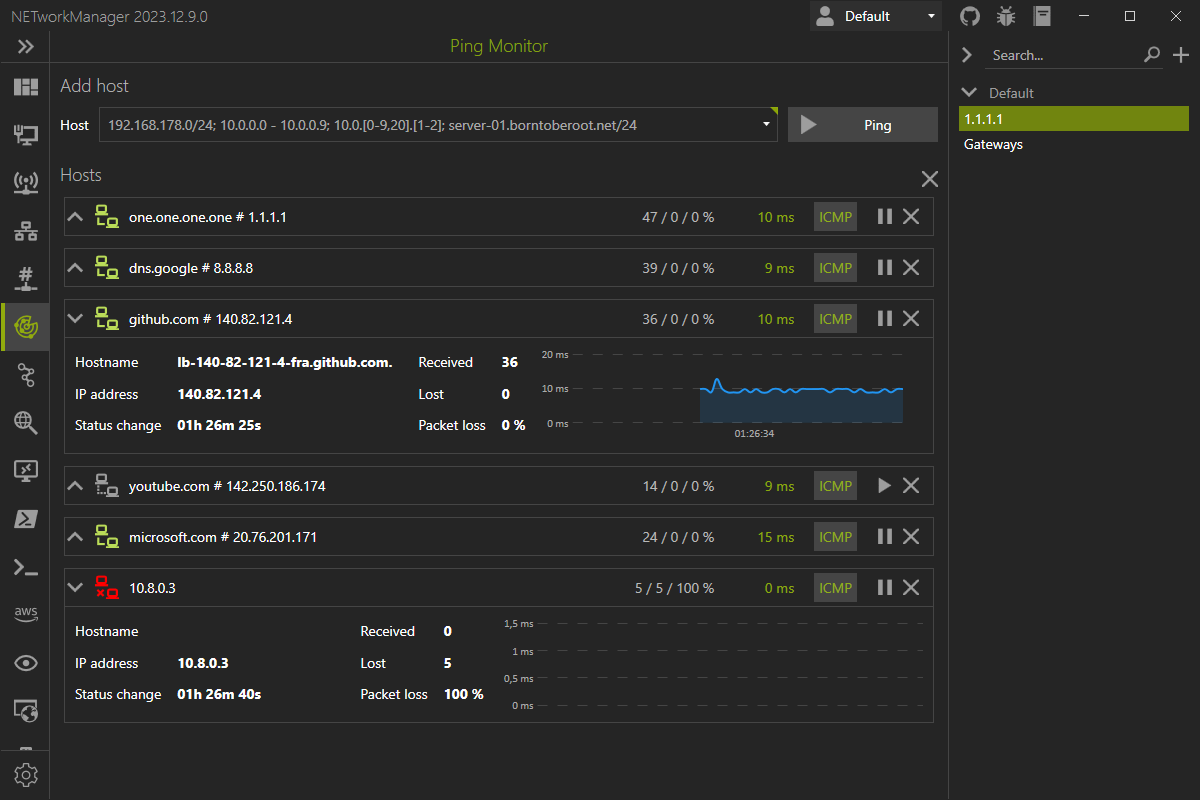 NETworkManager 2023.12.9.0
Default
Ping Monitor
Search...
Add host
Default
Host
192.168.178.0/24; 10.0.0.0 - 10.0.0.9; 10.0.[0-9,20].[1-2]; server-01.borntoberoot.net/24
Ping
1.1.1.1
Gateways
Hosts
one.one.one.one # 1.1.1.1 47 / 0 / 0 % 10 ms ICMP
dns.google # 8.8.8.8 39 / 0 / 0 % 9 ms ICMP
github.com # 140.82.121.4 36 / 0 / 0 % 10 ms ICMP
Hostname lb-140-82-121-4-fra.github.com. Received 36
IP address 140.82.121.4 Lost 0
Status change 01h 26m 25s Packet loss 0 %
20 ms
10 ms
0 ms
01:26:34
youtube.com # 142.250.186.174 14 / 0 / 0 % 9 ms ICMP
microsoft.com # 20.76.201.171 24 / 0 / 0 % 15 ms ICMP
10.8.0.3 5 / 5 / 100 % 0 ms ICMP
Hostname Received 0
IP address 10.8.0.3 Lost 5
Status change 01h 26m 40s Packet loss 100 %
1,5 ms
1 ms
0,5 ms
0 ms
aws